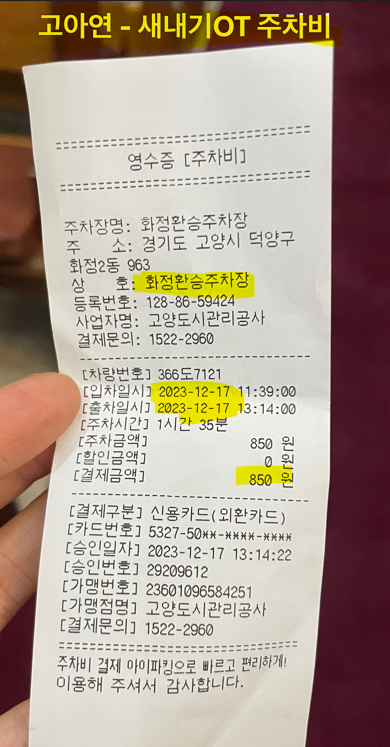 고아연 - 새내기OT 주차비
영수증 [주차비]
주차장명: 화정환승주차장
주 소: 경기도 고양시 덕양구
화정2동 963
상 호: 화정환승주차장
등록번호: 128-86-59424
사업자명: 고양도시관리공사
결제문의: 1522-2960
[차량번호] 366도7121
[입차일시] 2023-12-17 11:39:00
[출차일시] 2023-12-17 13:14:00
[주차시간] 1시간 35분
[주차금액] 850 원
[할인금액] 0 원
[결제금액] 850 원
[결제구분] 신용카드(외환카드)
[카드번호] 5327-50**-****-****
[승인일자] 2023-12-17 13:14:22
[승인번호] 29209612
[가맹번호] 23601096584251
[가맹점명] 고양도시관리공사
[결제문의] 1522-2960
주차비 결제 아이파킹으로 빠르고 편리하게!
이용해 주셔서 감사합니다.